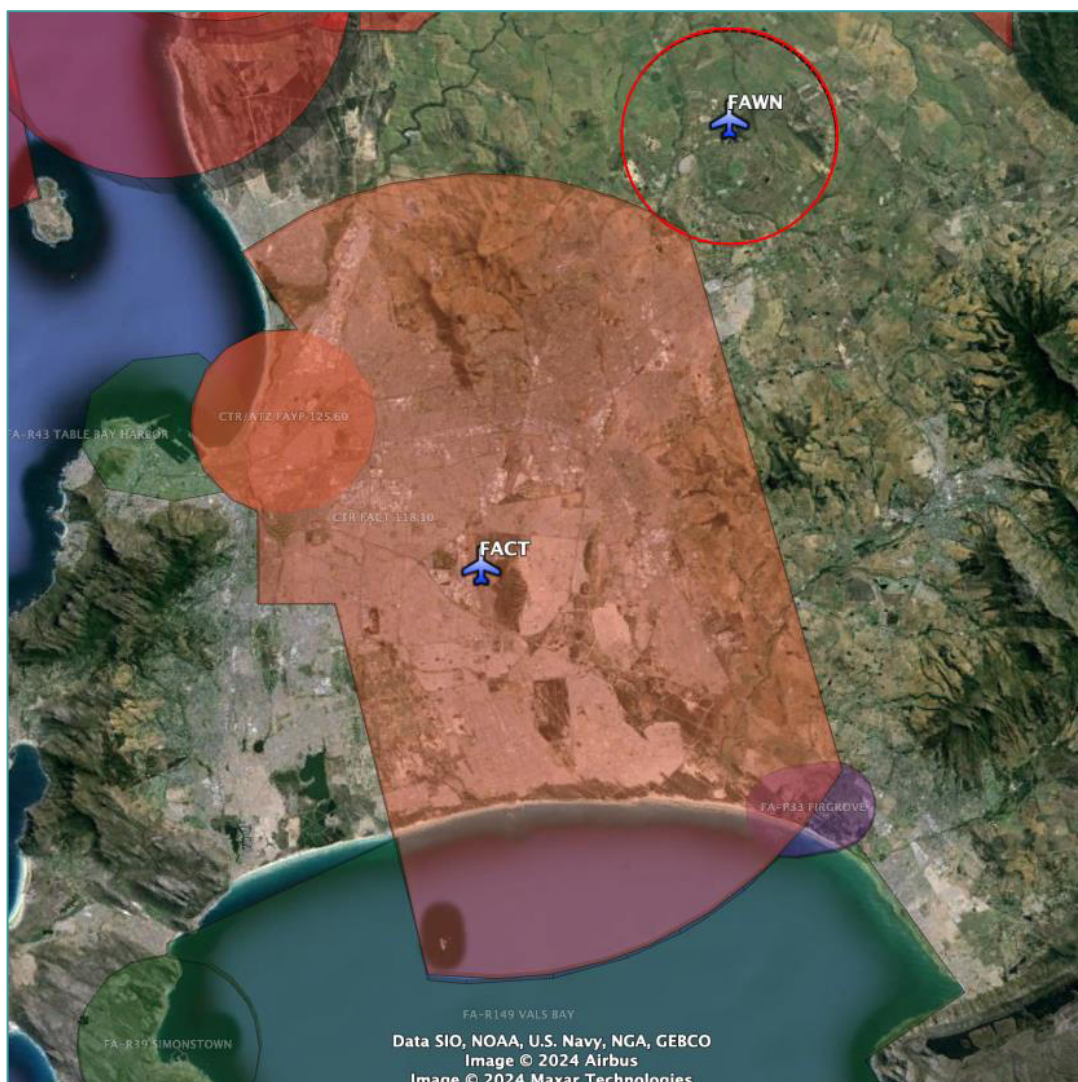 FAWN
CTR/ATZ FAYP 125.60
FA-R43 TABLE BAY HARBOR
CTR FACT 118.10
FACT
FA-P33 FIRGROVE
FA-R149 VALS BAY
FA-R39 SIMONSTOWN
Data SIO, NOAA, U.S. Navy, NGA, GEBCO
Image © 2024 Airbus
Image © 2024 Maxar Technologies